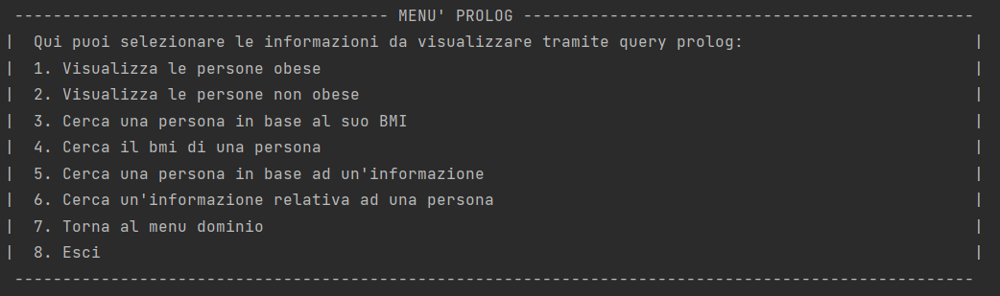 --------------------------------------- MENU' PROLOG -----------------------------------------------
|  Qui puoi selezionare le informazioni da visualizzare tramite query prolog:                        |
|  1. Visualizza le persone obese                                                                    |
|  2. Visualizza le persone non obese                                                                |
|  3. Cerca una persona in base al suo BMI                                                           |
|  4. Cerca il bmi di una persona                                                                    |
|  5. Cerca una persona in base ad un'informazione                                                   |
|  6. Cerca un'informazione relativa ad una persona                                                  |
|  7. Torna al menu dominio                                                                          |
|  8. Esci                                                                                           |
----------------------------------------------------------------------------------------------------